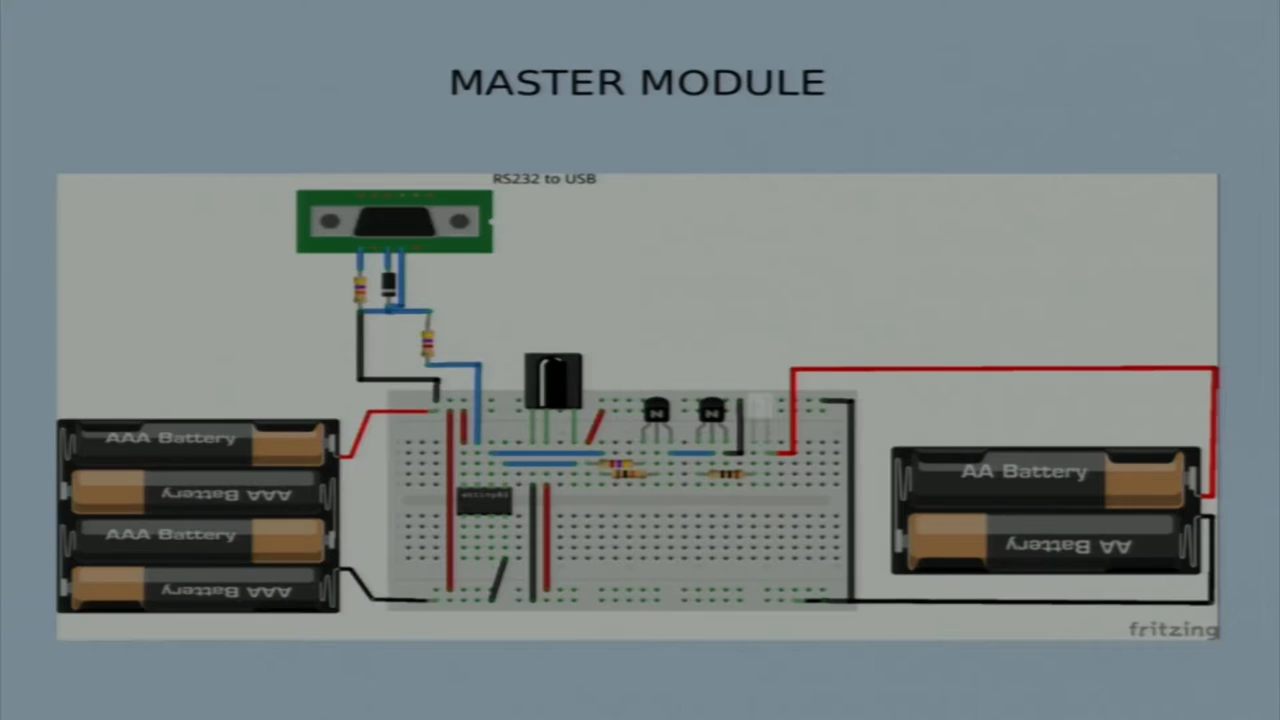 MASTER MODULE
RS232 to USB
AAA Battery
AAA Battery
AAA Battery
AAA Battery
N
N
AA Battery
AA Battery
fritzing